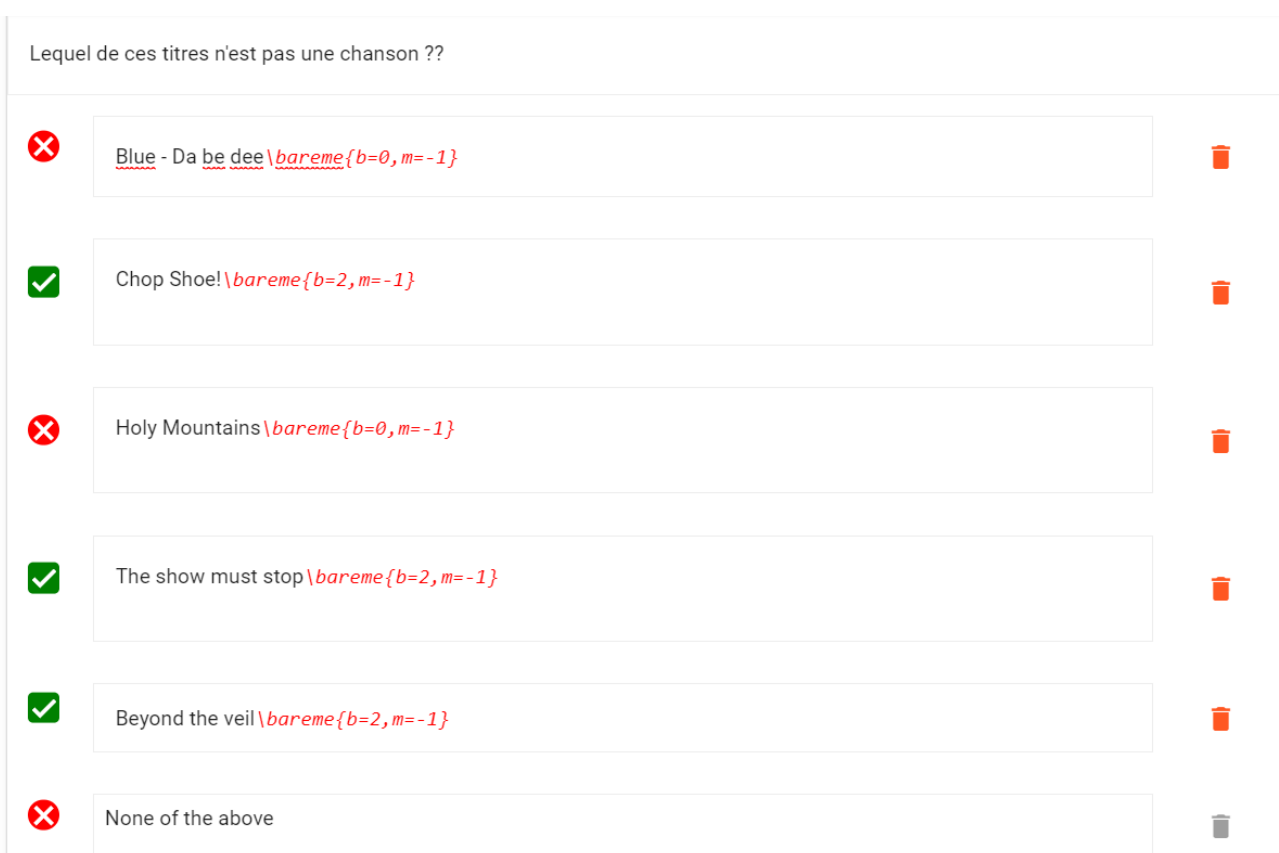 Lequel de ces titres n'est pas une chanson ??
Blue - Da be dee\bareme{b=0,m=-1}
Chop Shoe!\bareme{b=2,m=-1}
Holy Mountains\bareme{b=0,m=-1}
The show must stop\bareme{b=2,m=-1}
Beyond the veil\bareme{b=2,m=-1}
None of the above